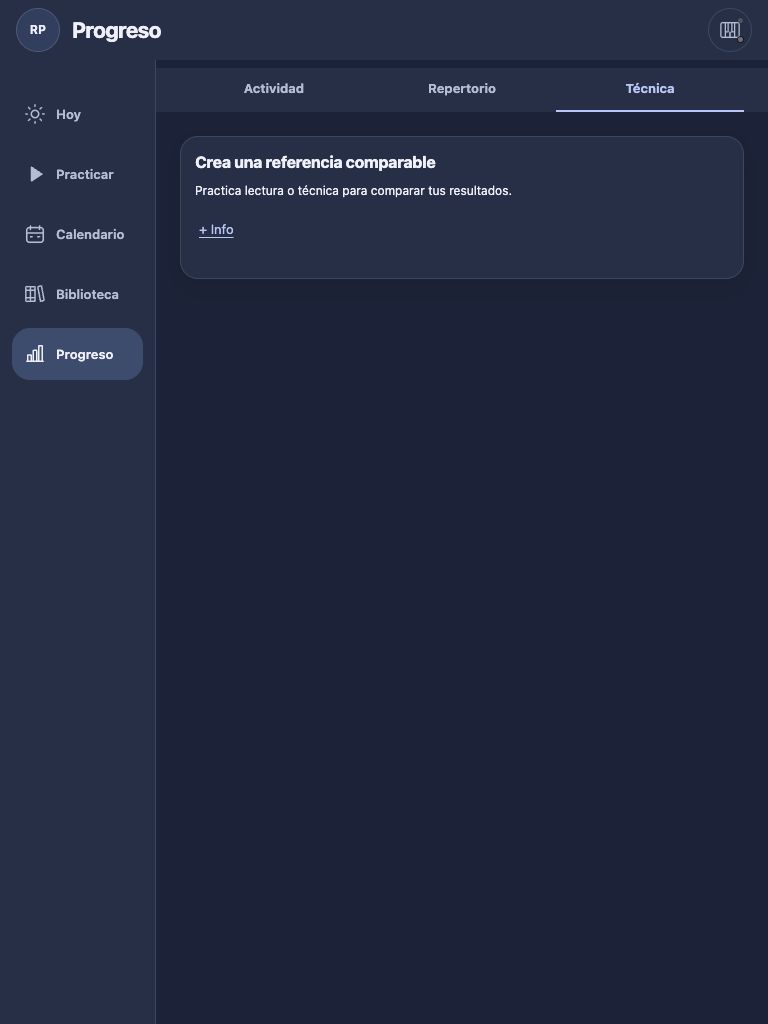 RP
Progreso
Hoy
Practicar
Calendario
Biblioteca
Progreso
Actividad
Repertorio
Técnica
Crea una referencia comparable
Practica lectura o técnica para comparar tus resultados.
+ Info